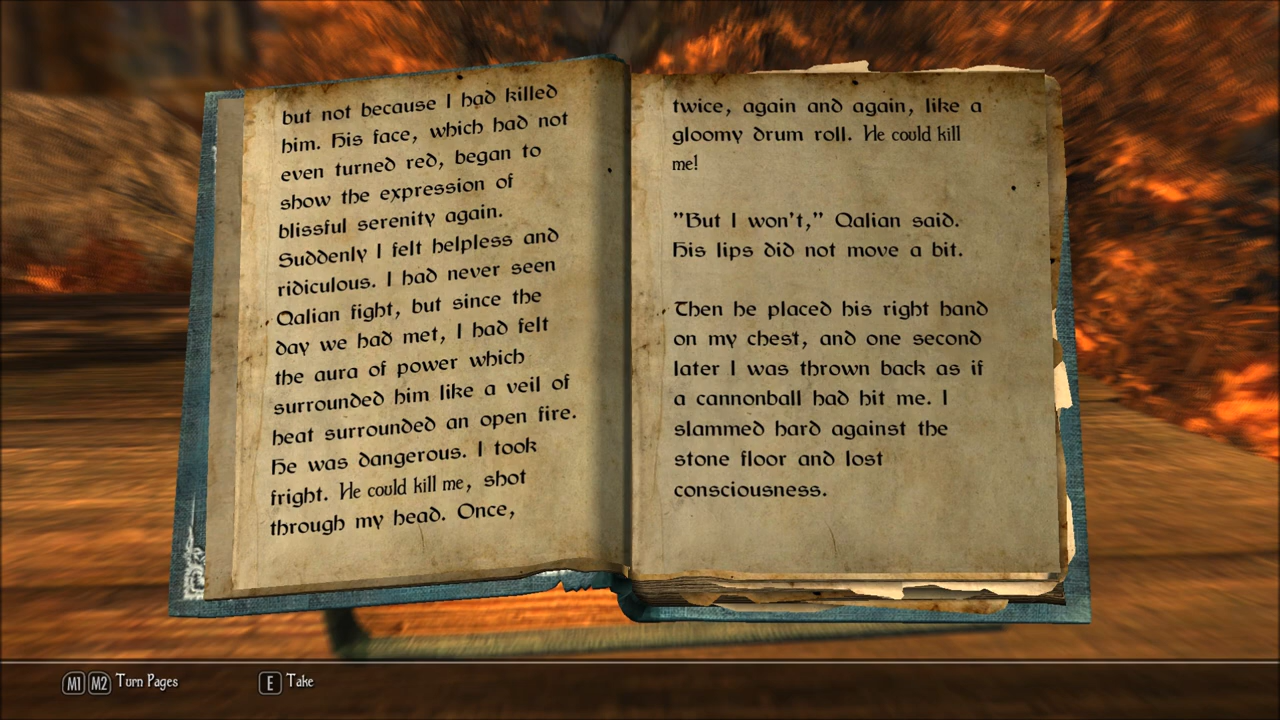 but not because I had killed
him. His face, which had not
even turned red, began to
show the expression of
blissful serenity again.
Suddenly I felt helpless and
ridiculous. I had never seen
Qalian fight, but since the
day we had met, I had felt
the aura of power which
surrounded him like a veil of
heat surrounded an open fire.
He was dangerous. I took
fright. He could kill me, shot
through my head. Once,
twice, again and again, like a
gloomy drum roll. He could kill
me!
"But I won't," Qalian said.
His lips did not move a bit.
Then he placed his right hand
on my chest, and one second
later I was thrown back as if
a cannonball had hit me. I
slammed hard against the
stone floor and lost
consciousness.
M1 M2 Turn Pages E Take